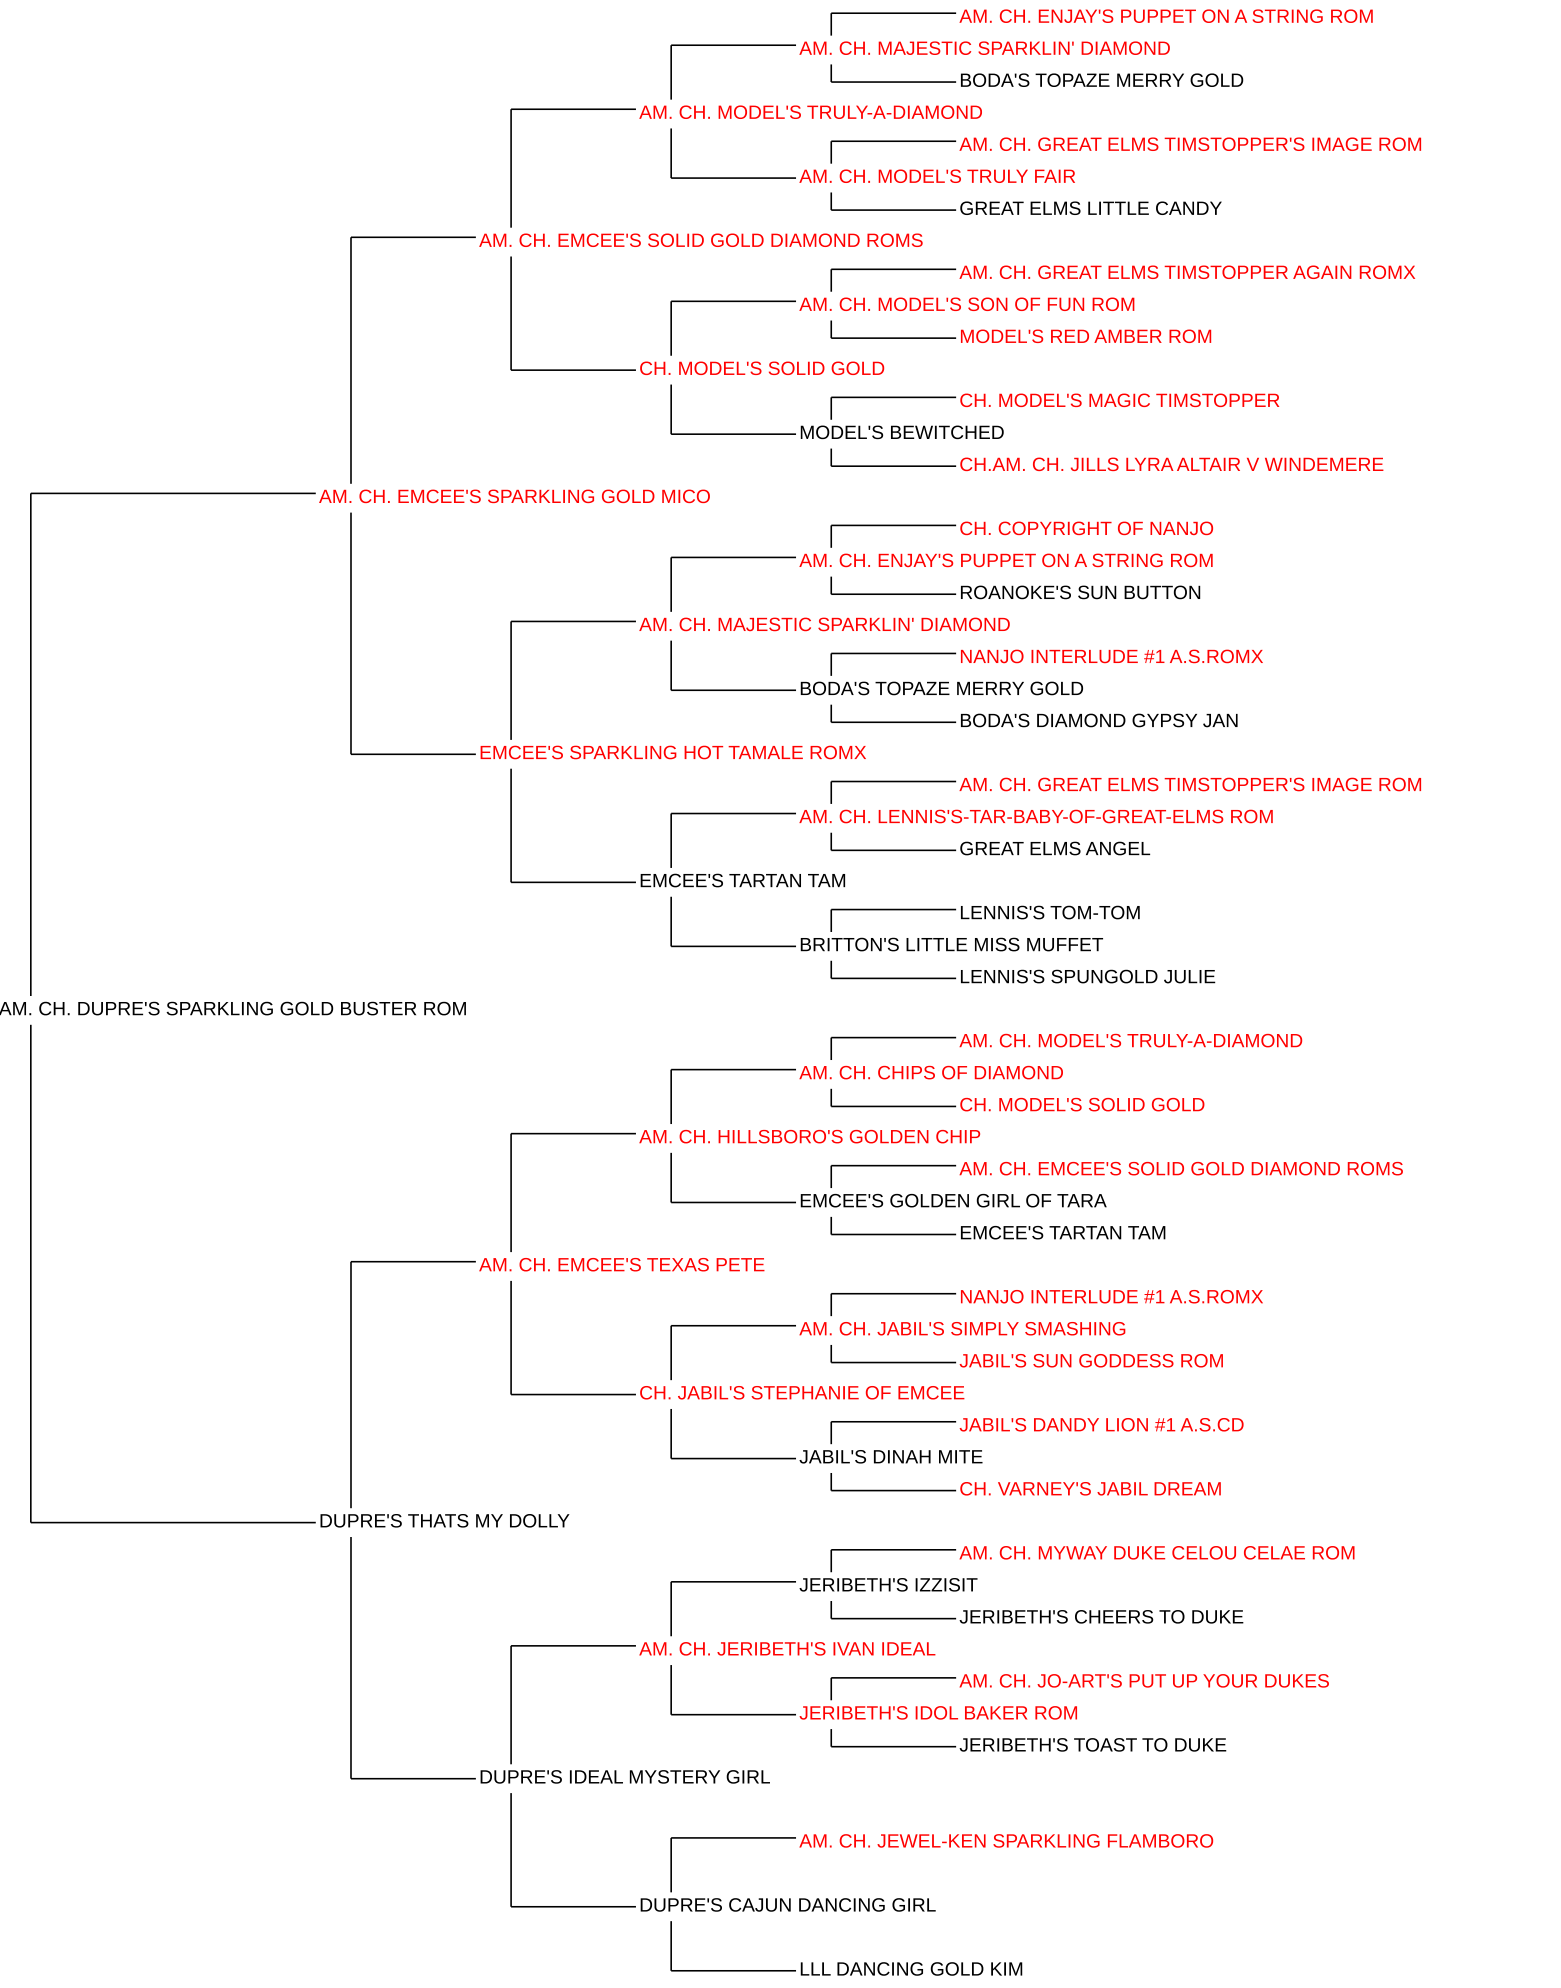 AM. CH. ENJAY'S PUPPET ON A STRING ROM
AM. CH. MAJESTIC SPARKLIN' DIAMOND
BODA'S TOPAZE MERRY GOLD
AM. CH. MODEL'S TRULY-A-DIAMOND
AM. CH. GREAT ELMS TIMSTOPPER'S IMAGE ROM
AM. CH. MODEL'S TRULY FAIR
GREAT ELMS LITTLE CANDY
AM. CH. EMCEE'S SOLID GOLD DIAMOND ROMS
AM. CH. GREAT ELMS TIMSTOPPER AGAIN ROMX
AM. CH. MODEL'S SON OF FUN ROM
MODEL'S RED AMBER ROM
CH. MODEL'S SOLID GOLD
CH. MODEL'S MAGIC TIMSTOPPER
MODEL'S BEWITCHED
CH.AM. CH. JILLS LYRA ALTAIR V WINDEMERE
AM. CH. EMCEE'S SPARKLING GOLD MICO
CH. COPYRIGHT OF NANJO
AM. CH. ENJAY'S PUPPET ON A STRING ROM
ROANOKE'S SUN BUTTON
AM. CH. MAJESTIC SPARKLIN' DIAMOND
NANJO INTERLUDE #1 A.S.ROMX
BODA'S TOPAZE MERRY GOLD
BODA'S DIAMOND GYPSY JAN
EMCEE'S SPARKLING HOT TAMALE ROMX
AM. CH. GREAT ELMS TIMSTOPPER'S IMAGE ROM
AM. CH. LENNIS'S-TAR-BABY-OF-GREAT-ELMS ROM
GREAT ELMS ANGEL
EMCEE'S TARTAN TAM
LENNIS'S TOM-TOM
BRITTON'S LITTLE MISS MUFFET
LENNIS'S SPUNGOLD JULIE
AM. CH. DUPRE'S SPARKLING GOLD BUSTER ROM
AM. CH. MODEL'S TRULY-A-DIAMOND
AM. CH. CHIPS OF DIAMOND
CH. MODEL'S SOLID GOLD
AM. CH. HILLSBORO'S GOLDEN CHIP
AM. CH. EMCEE'S SOLID GOLD DIAMOND ROMS
EMCEE'S GOLDEN GIRL OF TARA
EMCEE'S TARTAN TAM
AM. CH. EMCEE'S TEXAS PETE
NANJO INTERLUDE #1 A.S.ROMX
AM. CH. JABIL'S SIMPLY SMASHING
JABIL'S SUN GODDESS ROM
CH. JABIL'S STEPHANIE OF EMCEE
JABIL'S DANDY LION #1 A.S.CD
JABIL'S DINAH MITE
CH. VARNEY'S JABIL DREAM
DUPRE'S THATS MY DOLLY
AM. CH. MYWAY DUKE CELOU CELAE ROM
JERIBETH'S IZZISIT
JERIBETH'S CHEERS TO DUKE
AM. CH. JERIBETH'S IVAN IDEAL
AM. CH. JO-ART'S PUT UP YOUR DUKES
JERIBETH'S IDOL BAKER ROM
JERIBETH'S TOAST TO DUKE
DUPRE'S IDEAL MYSTERY GIRL
AM. CH. JEWEL-KEN SPARKLING FLAMBORO
DUPRE'S CAJUN DANCING GIRL
LLL DANCING GOLD KIM